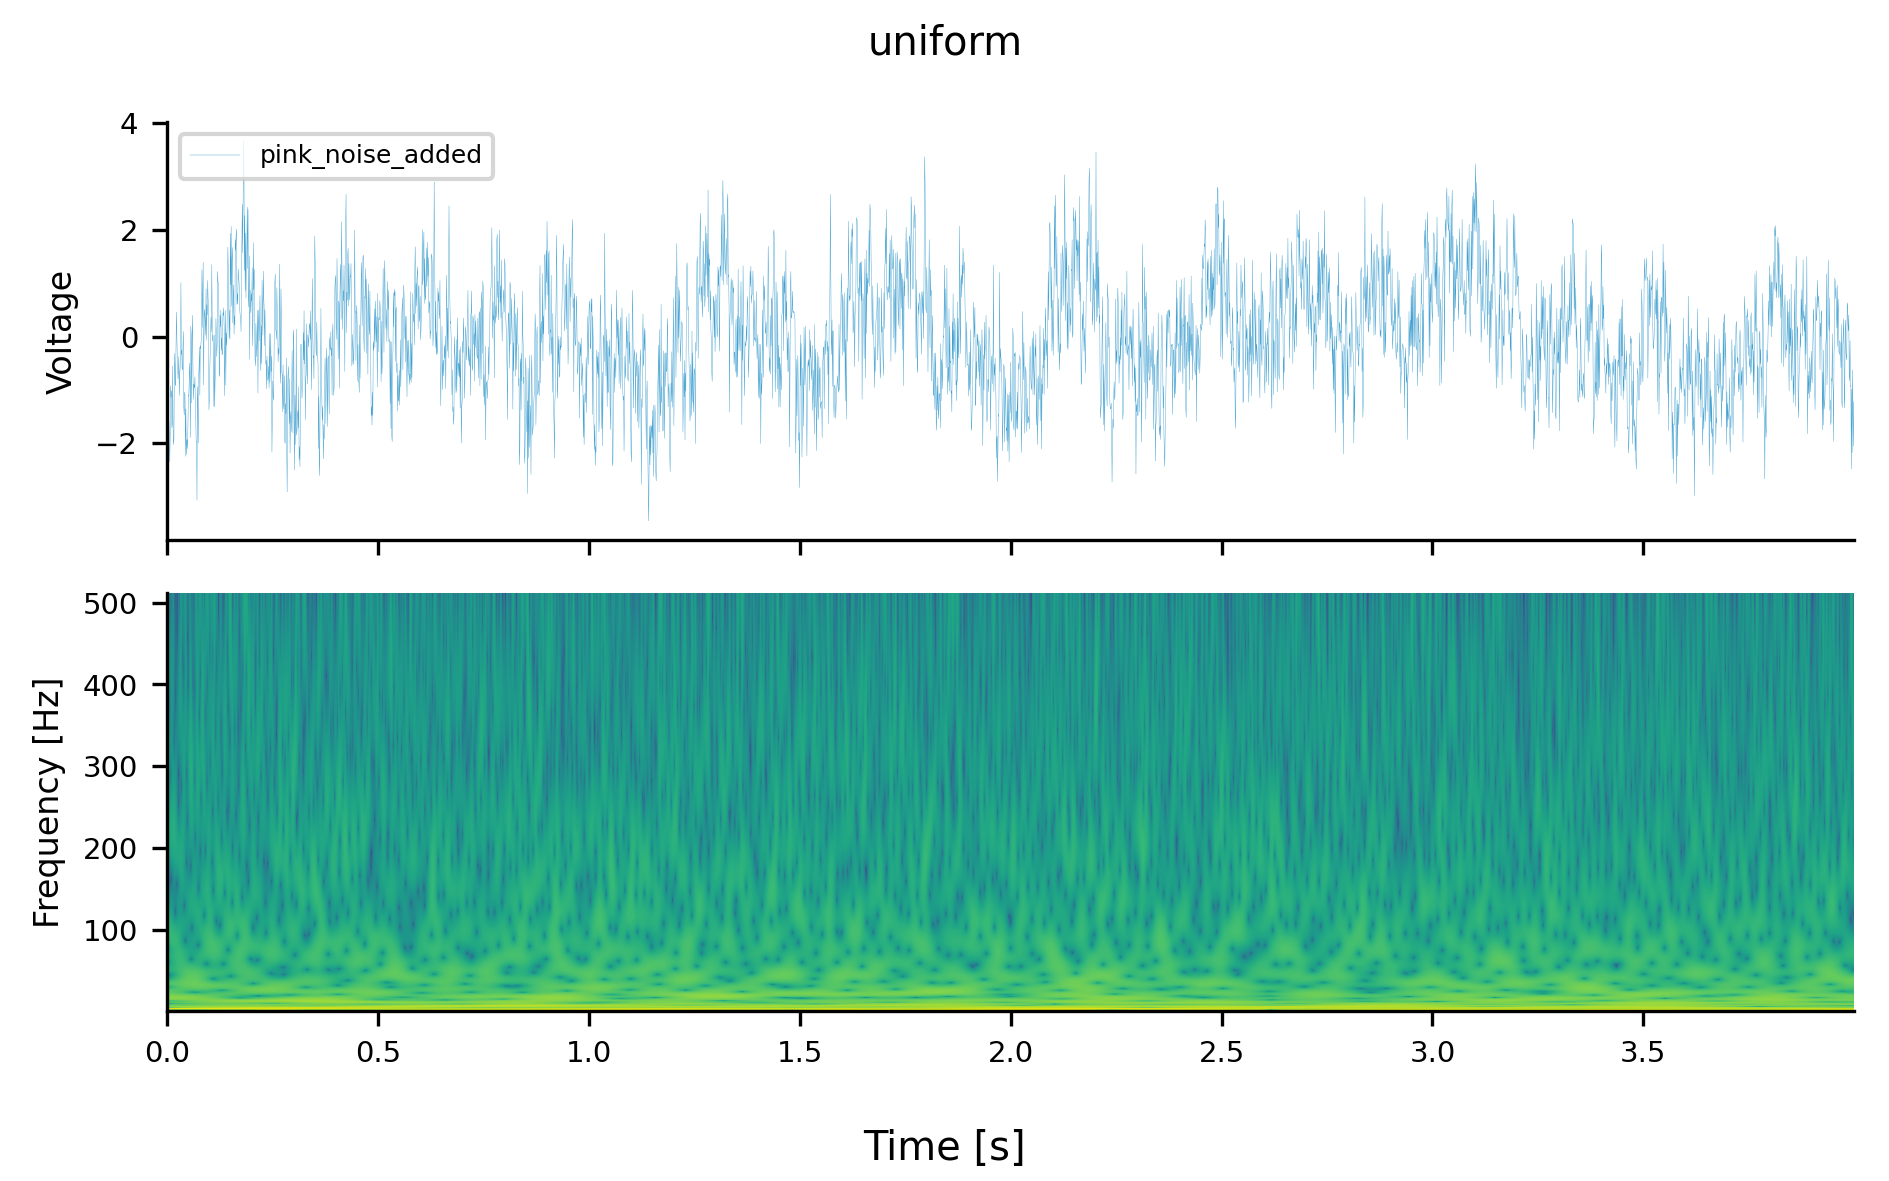 uniform
4
2
0
−2
Voltage
pink_noise_added
500
400
300
200
100
Frequency [Hz]
0.0 0.5 1.0 1.5 2.0 2.5 3.0 3.5
Time [s]